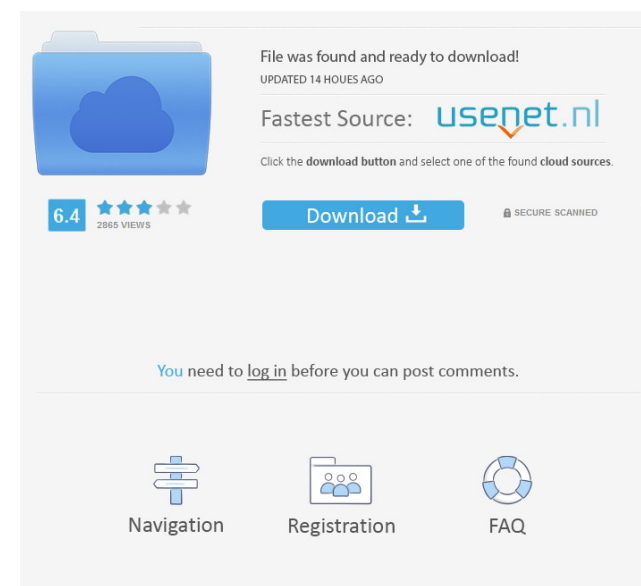 File was found and ready to download!
UPDATED 14 HOUES AGO
Fastest Source: usenet.nl
Click the download button and select one of the found cloud sources.
6.4
2865 VIEWS
Download
SECURE SCANNED
You need to log in before you can post comments.
Navigation
Registration
FAQ